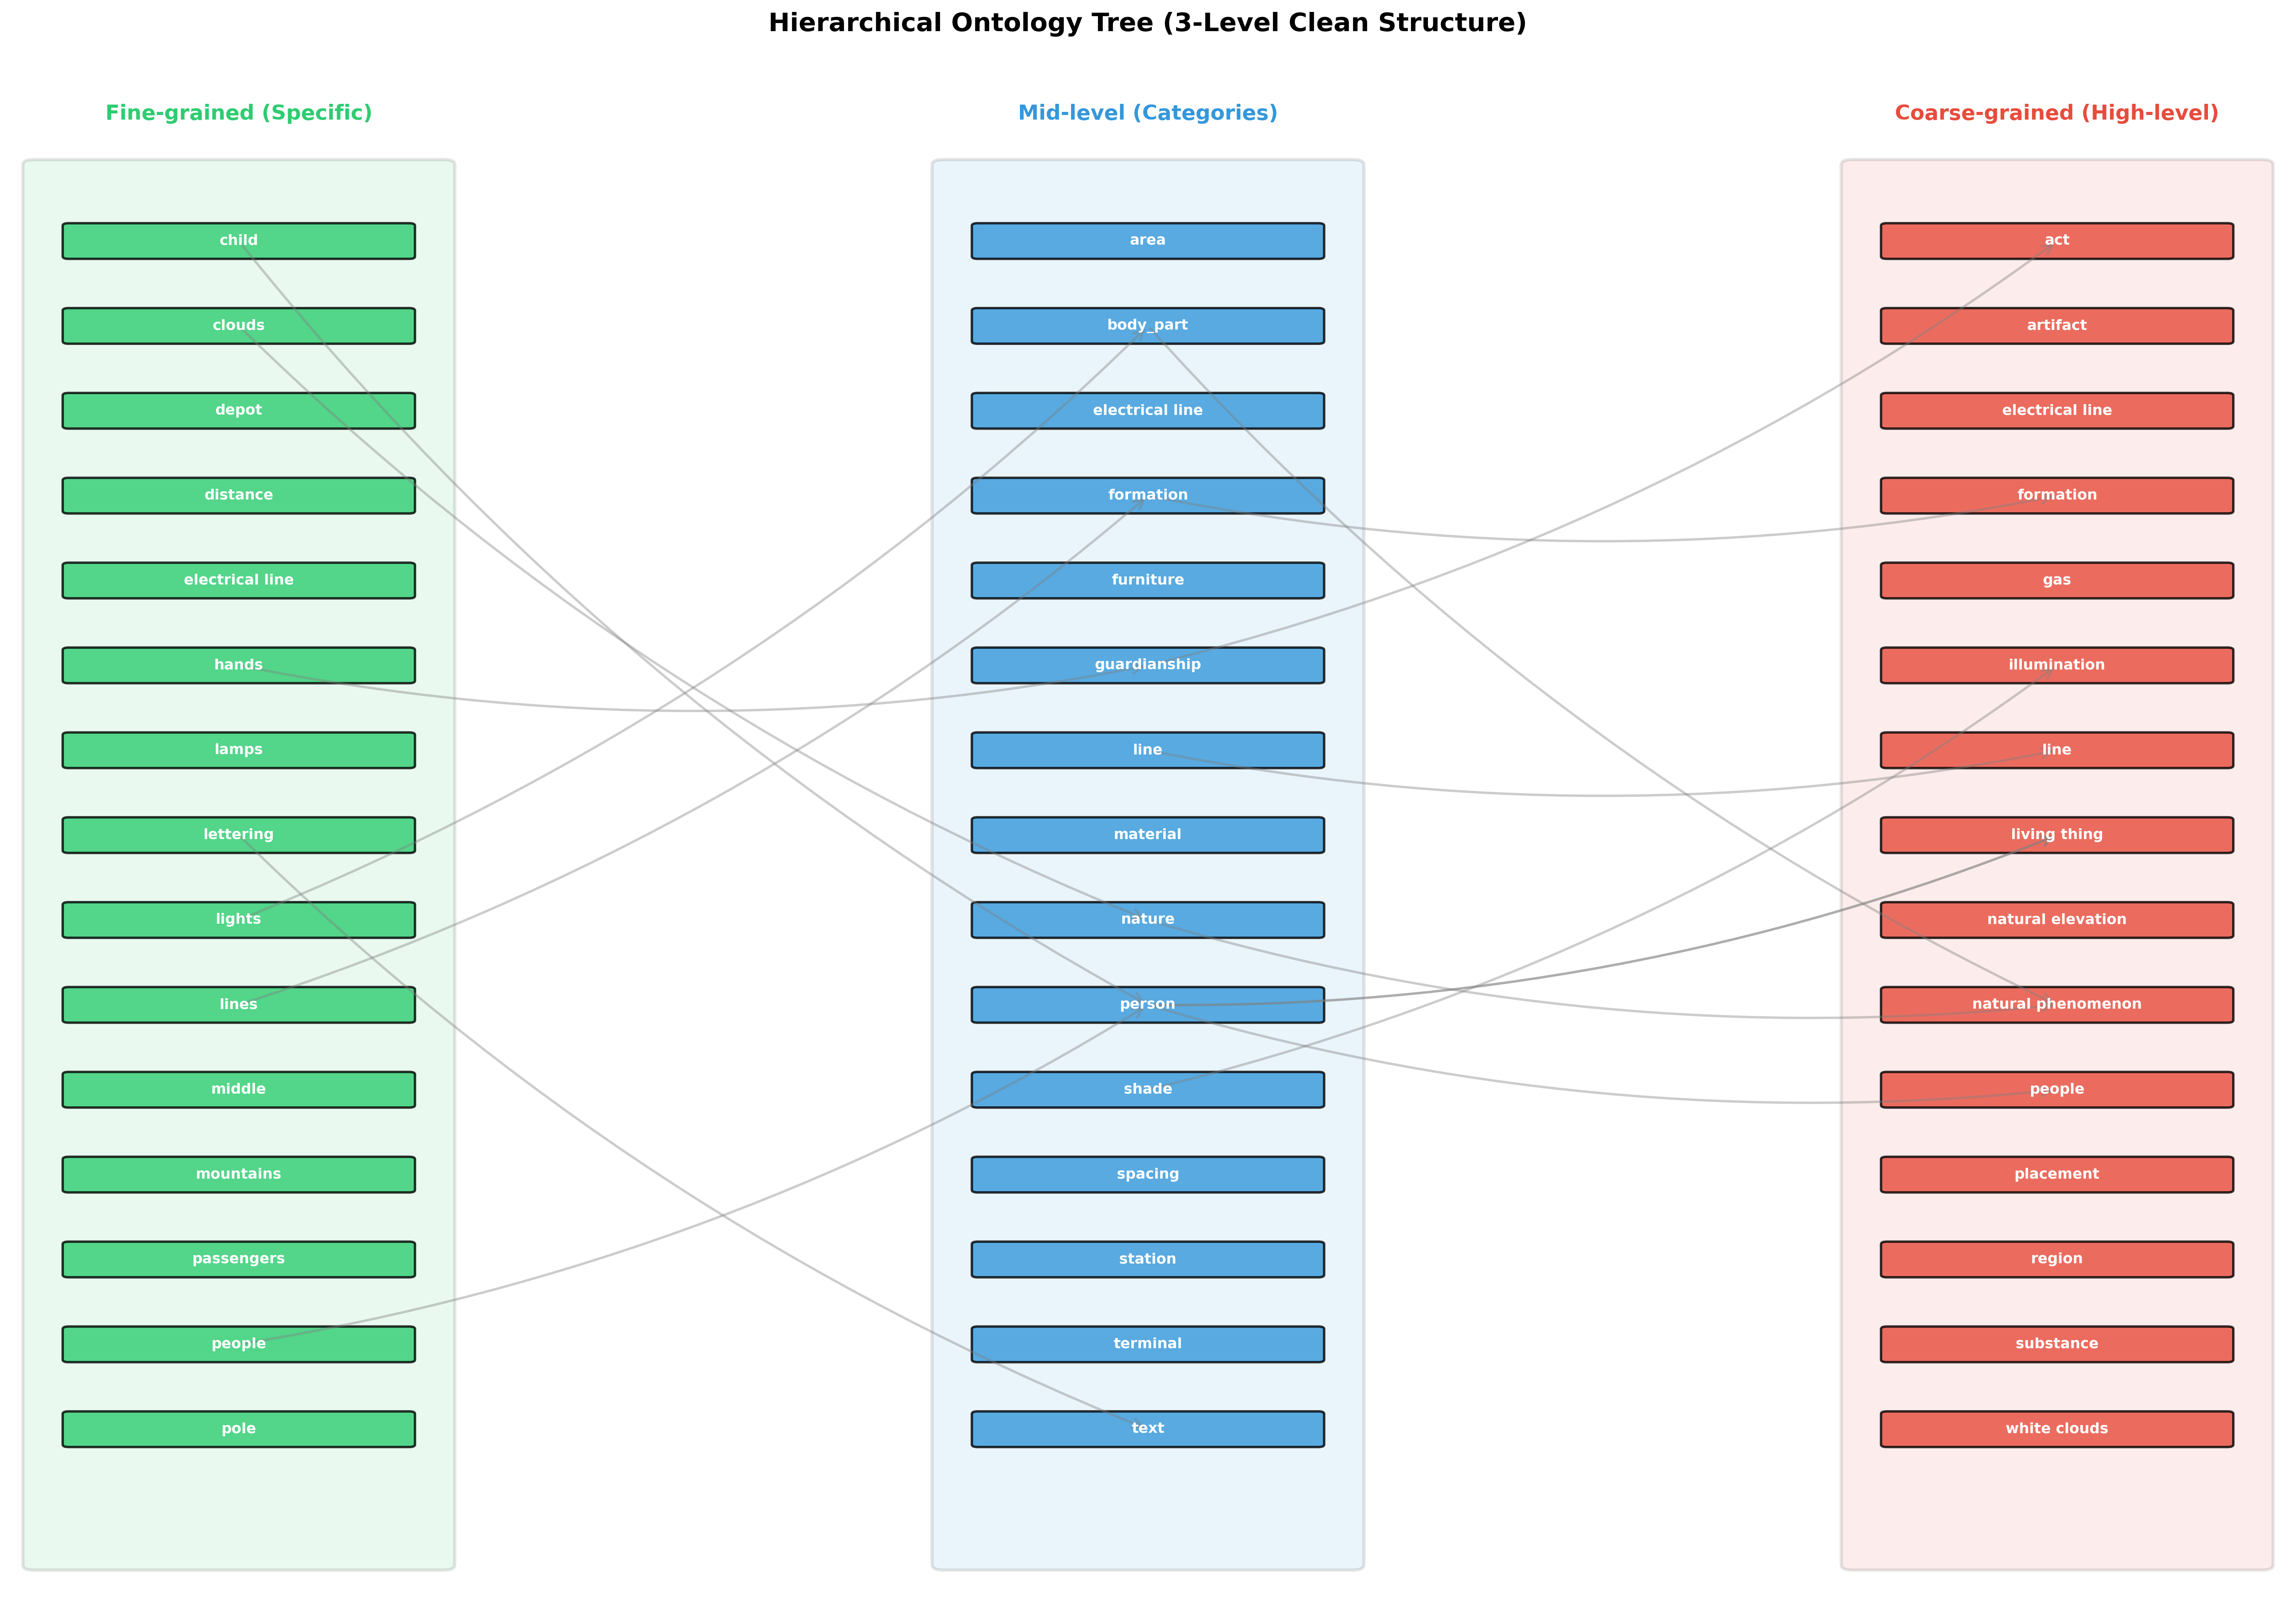 Hierarchical Ontology Tree (3-Level Clean Structure)
Fine-grained (Specific)
child
clouds
depot
distance
electrical line
hands
lamps
lettering
lights
lines
middle
mountains
passengers
people
pole
Mid-level (Categories)
area
body_part
electrical line
formation
furniture
guardianship
line
material
nature
person
shade
spacing
station
terminal
text
Coarse-grained (High-level)
act
artifact
electrical line
formation
gas
illumination
line
living thing
natural elevation
natural phenomenon
people
placement
region
substance
white clouds